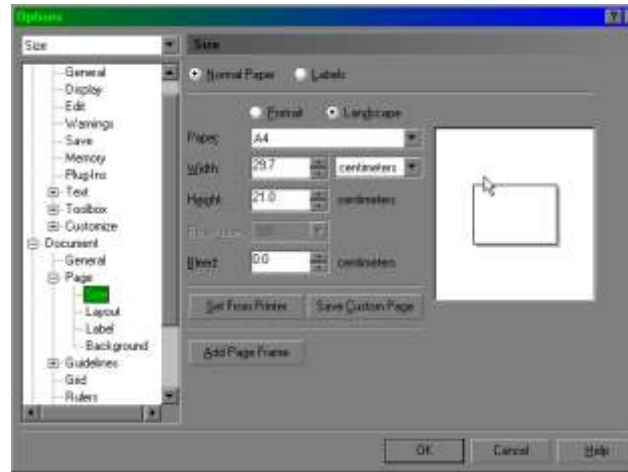 Options
Size
Size
General
Display
Edit
Warnings
Save
Memory
Plug-Ins
Text
Toolbox
Customize
Document
General
Page
Size
Layout
Label
Background
Guidelines
Grid
Rulers
Normal Paper
Labels
Portrait
Landscape
Paper:
A4
Width:
29.7
centimeters
Height:
21.0
centimeters
Bleed:
0.0
centimeters
Set From Printer
Save Custom Page
Add Page Frame
OK
Cancel
Help